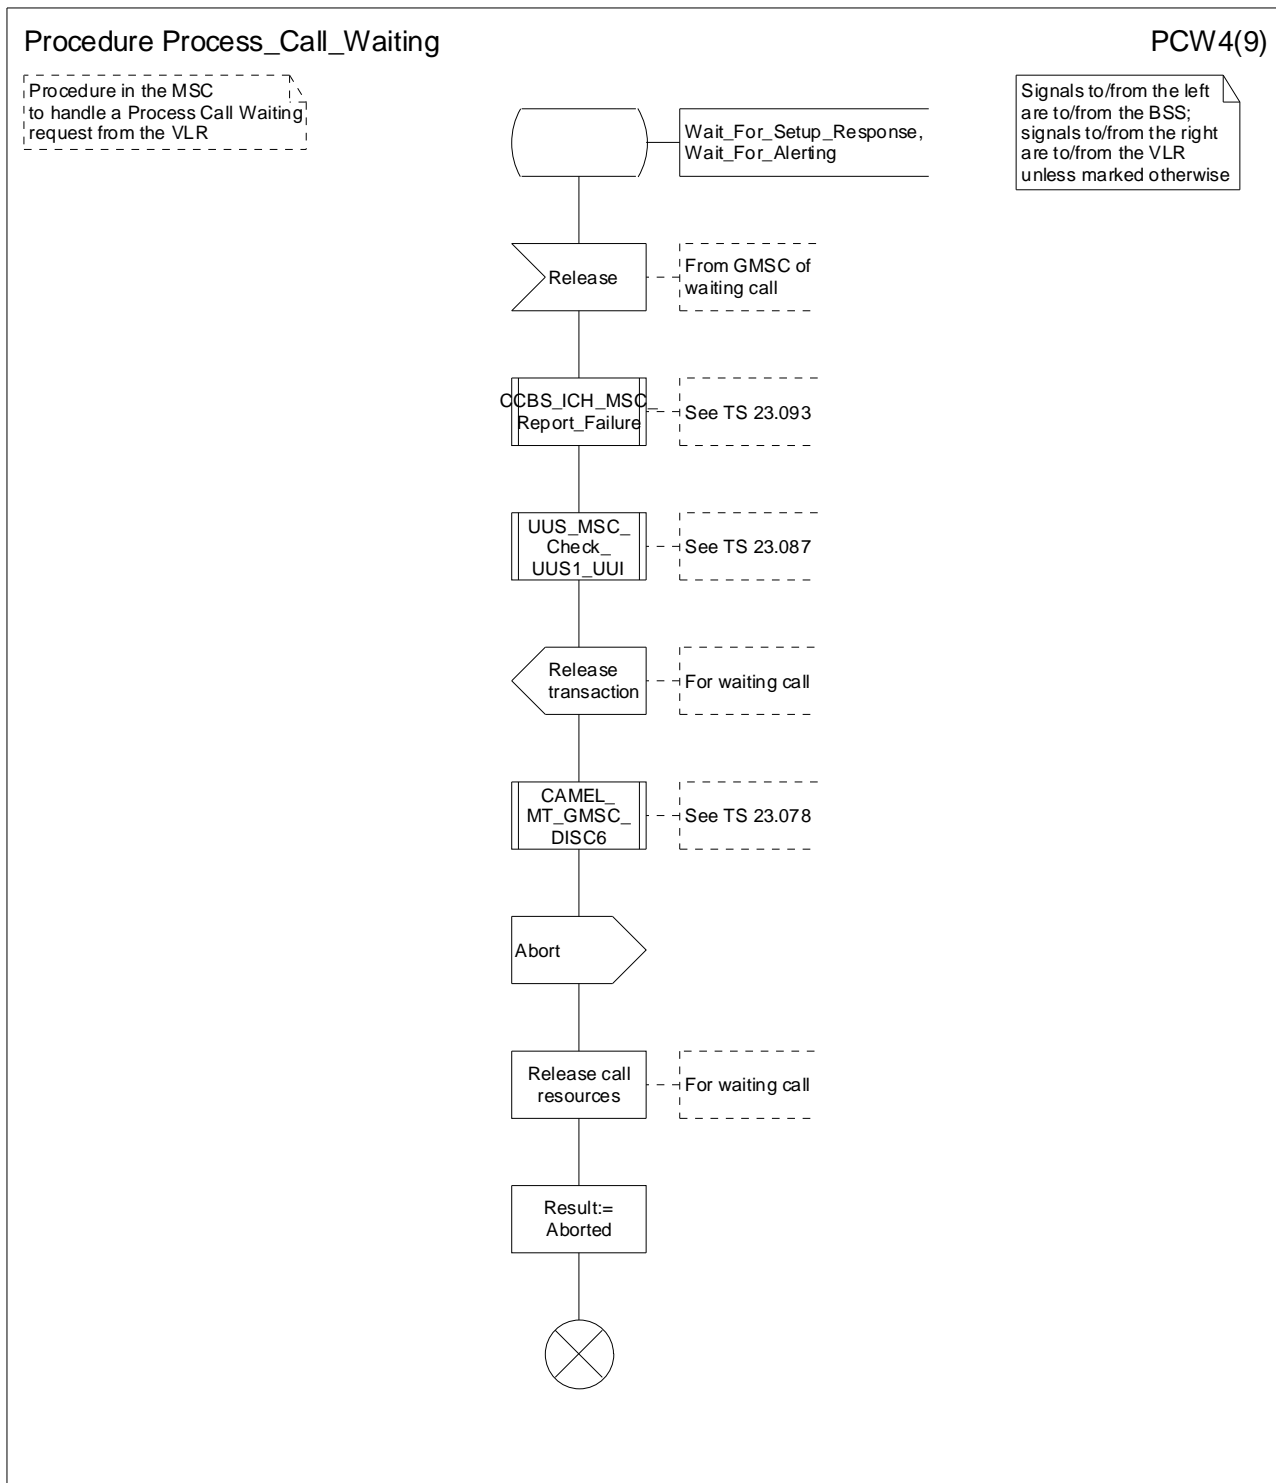 Procedure Process_Call_Waiting
PCW4(9)
Procedure in the MSC
to handle a Process Call Waiting
request from the VLR
Signals to/from the left
are to/from the BSS;
signals to/from the right
are to/from the VLR
unless marked otherwise
Wait_For_Setup_Response,
Wait_For_Alerting
Release
From GMSC of
waiting call
CCBS_ICH_MSC_
Report_Failure
See TS 23.093
UUS_MSC_
Check_
UUS1_UUI
See TS 23.087
Release
transaction
For waiting call
CAMEL_
MT_GMSC_
DISC6
See TS 23.078
Abort
Release call
resources
For waiting call
Result:=
Aborted